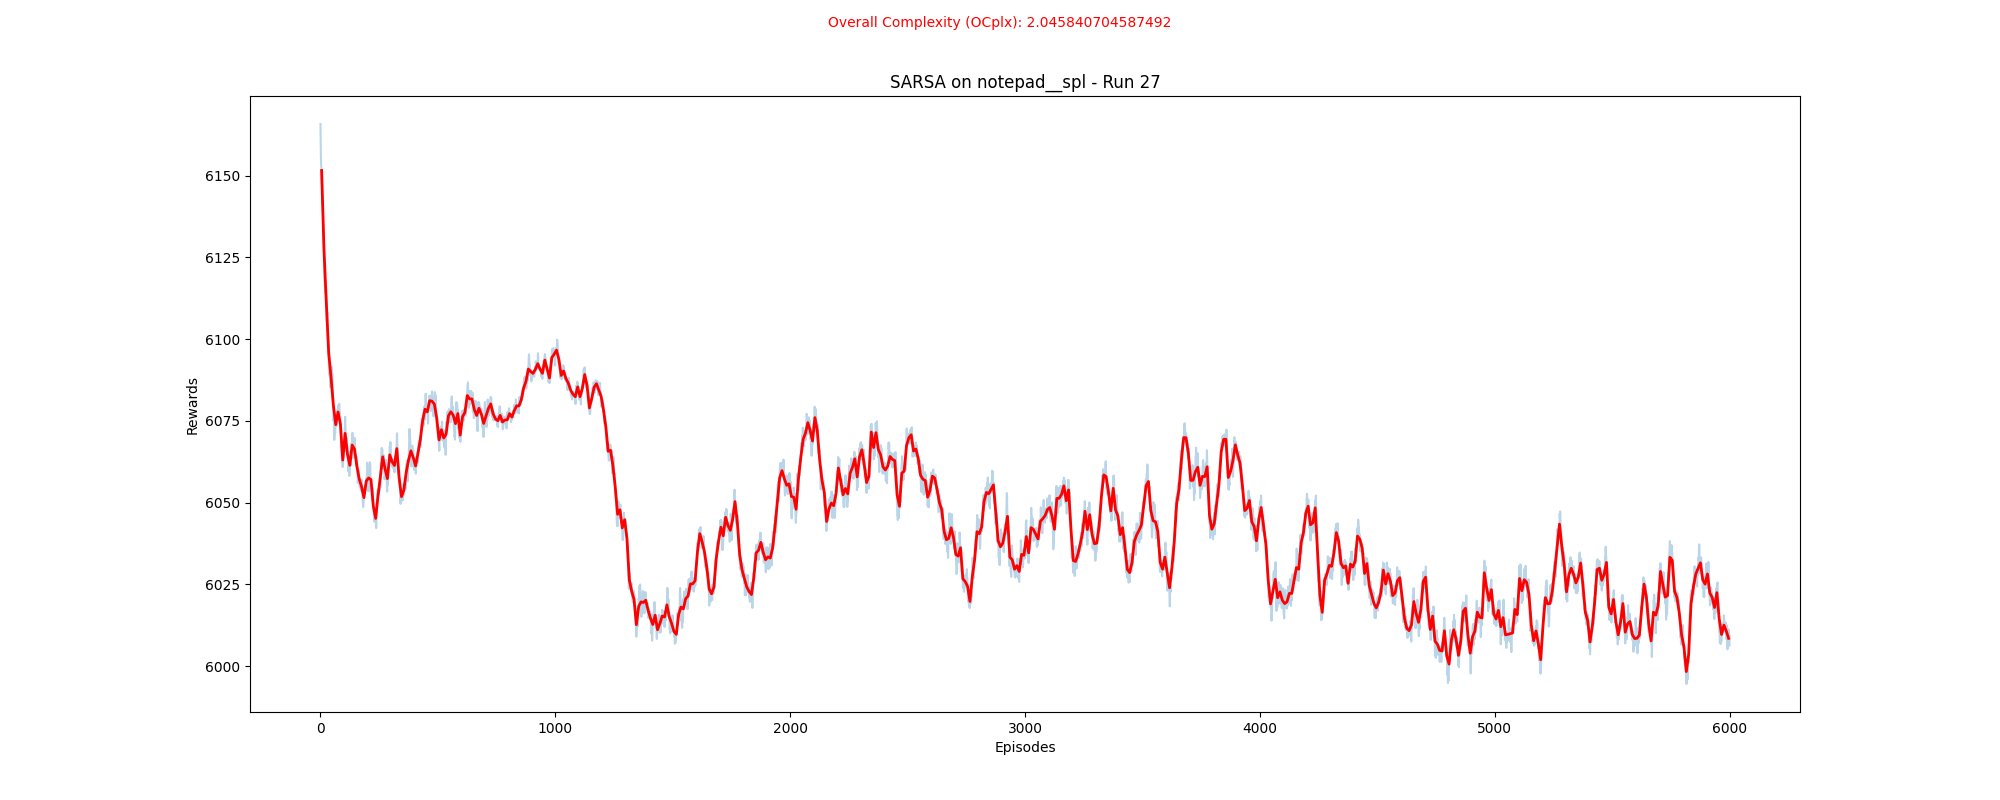 Overall Complexity (OCplx): 2.045840704587492
SARSA on notepad__spl - Run 27
6150
6125
6100
6075
6050
6025
6000
Rewards
0 1000 2000 3000 4000 5000 6000
Episodes